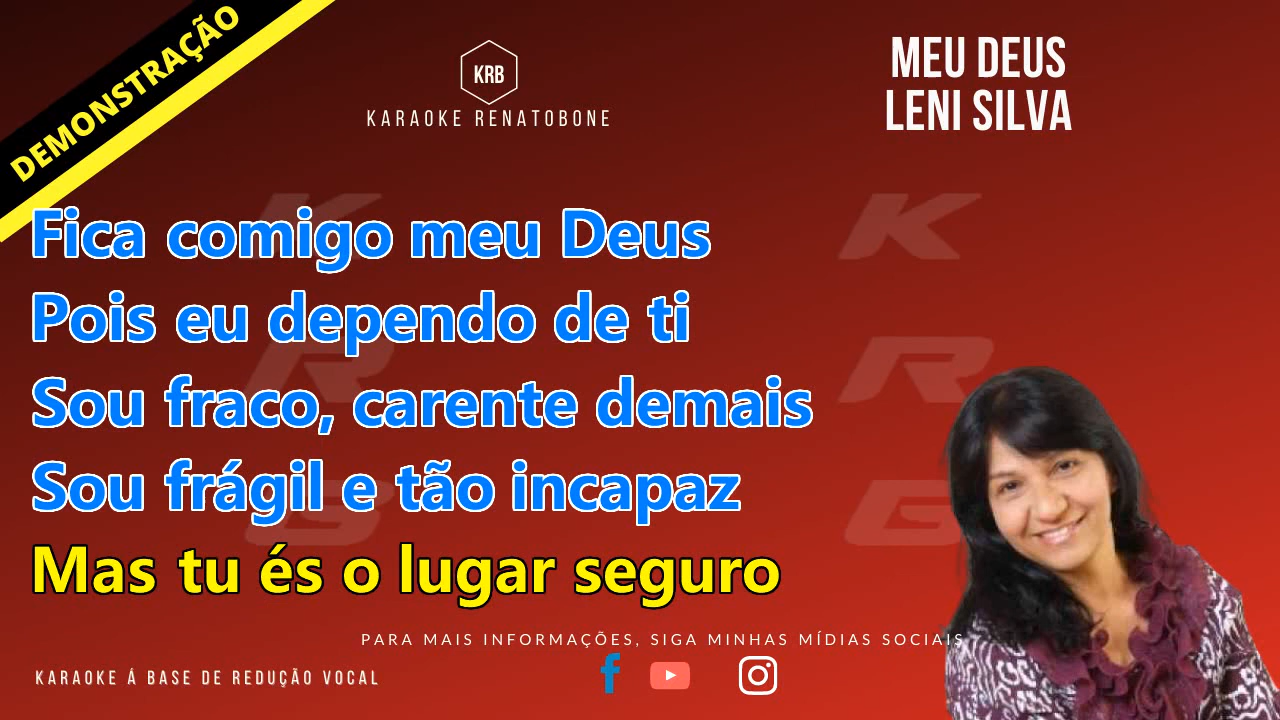 DEMONSTRAÇÃO
KRB
KARAOKE RENATOBONE
MEU DEUS
LENI SILVA
K K
R R
G G
Fica comigo meu Deus
Pois eu dependo de ti
Sou fraco, carente demais
Sou frágil e tão incapaz
Mas tu és o lugar seguro
PARA MAIS INFORMAÇÕES, SIGA MINHAS MÍDIAS SOCIAIS
KARAOKE Á BASE DE REDUÇÃO VOCAL